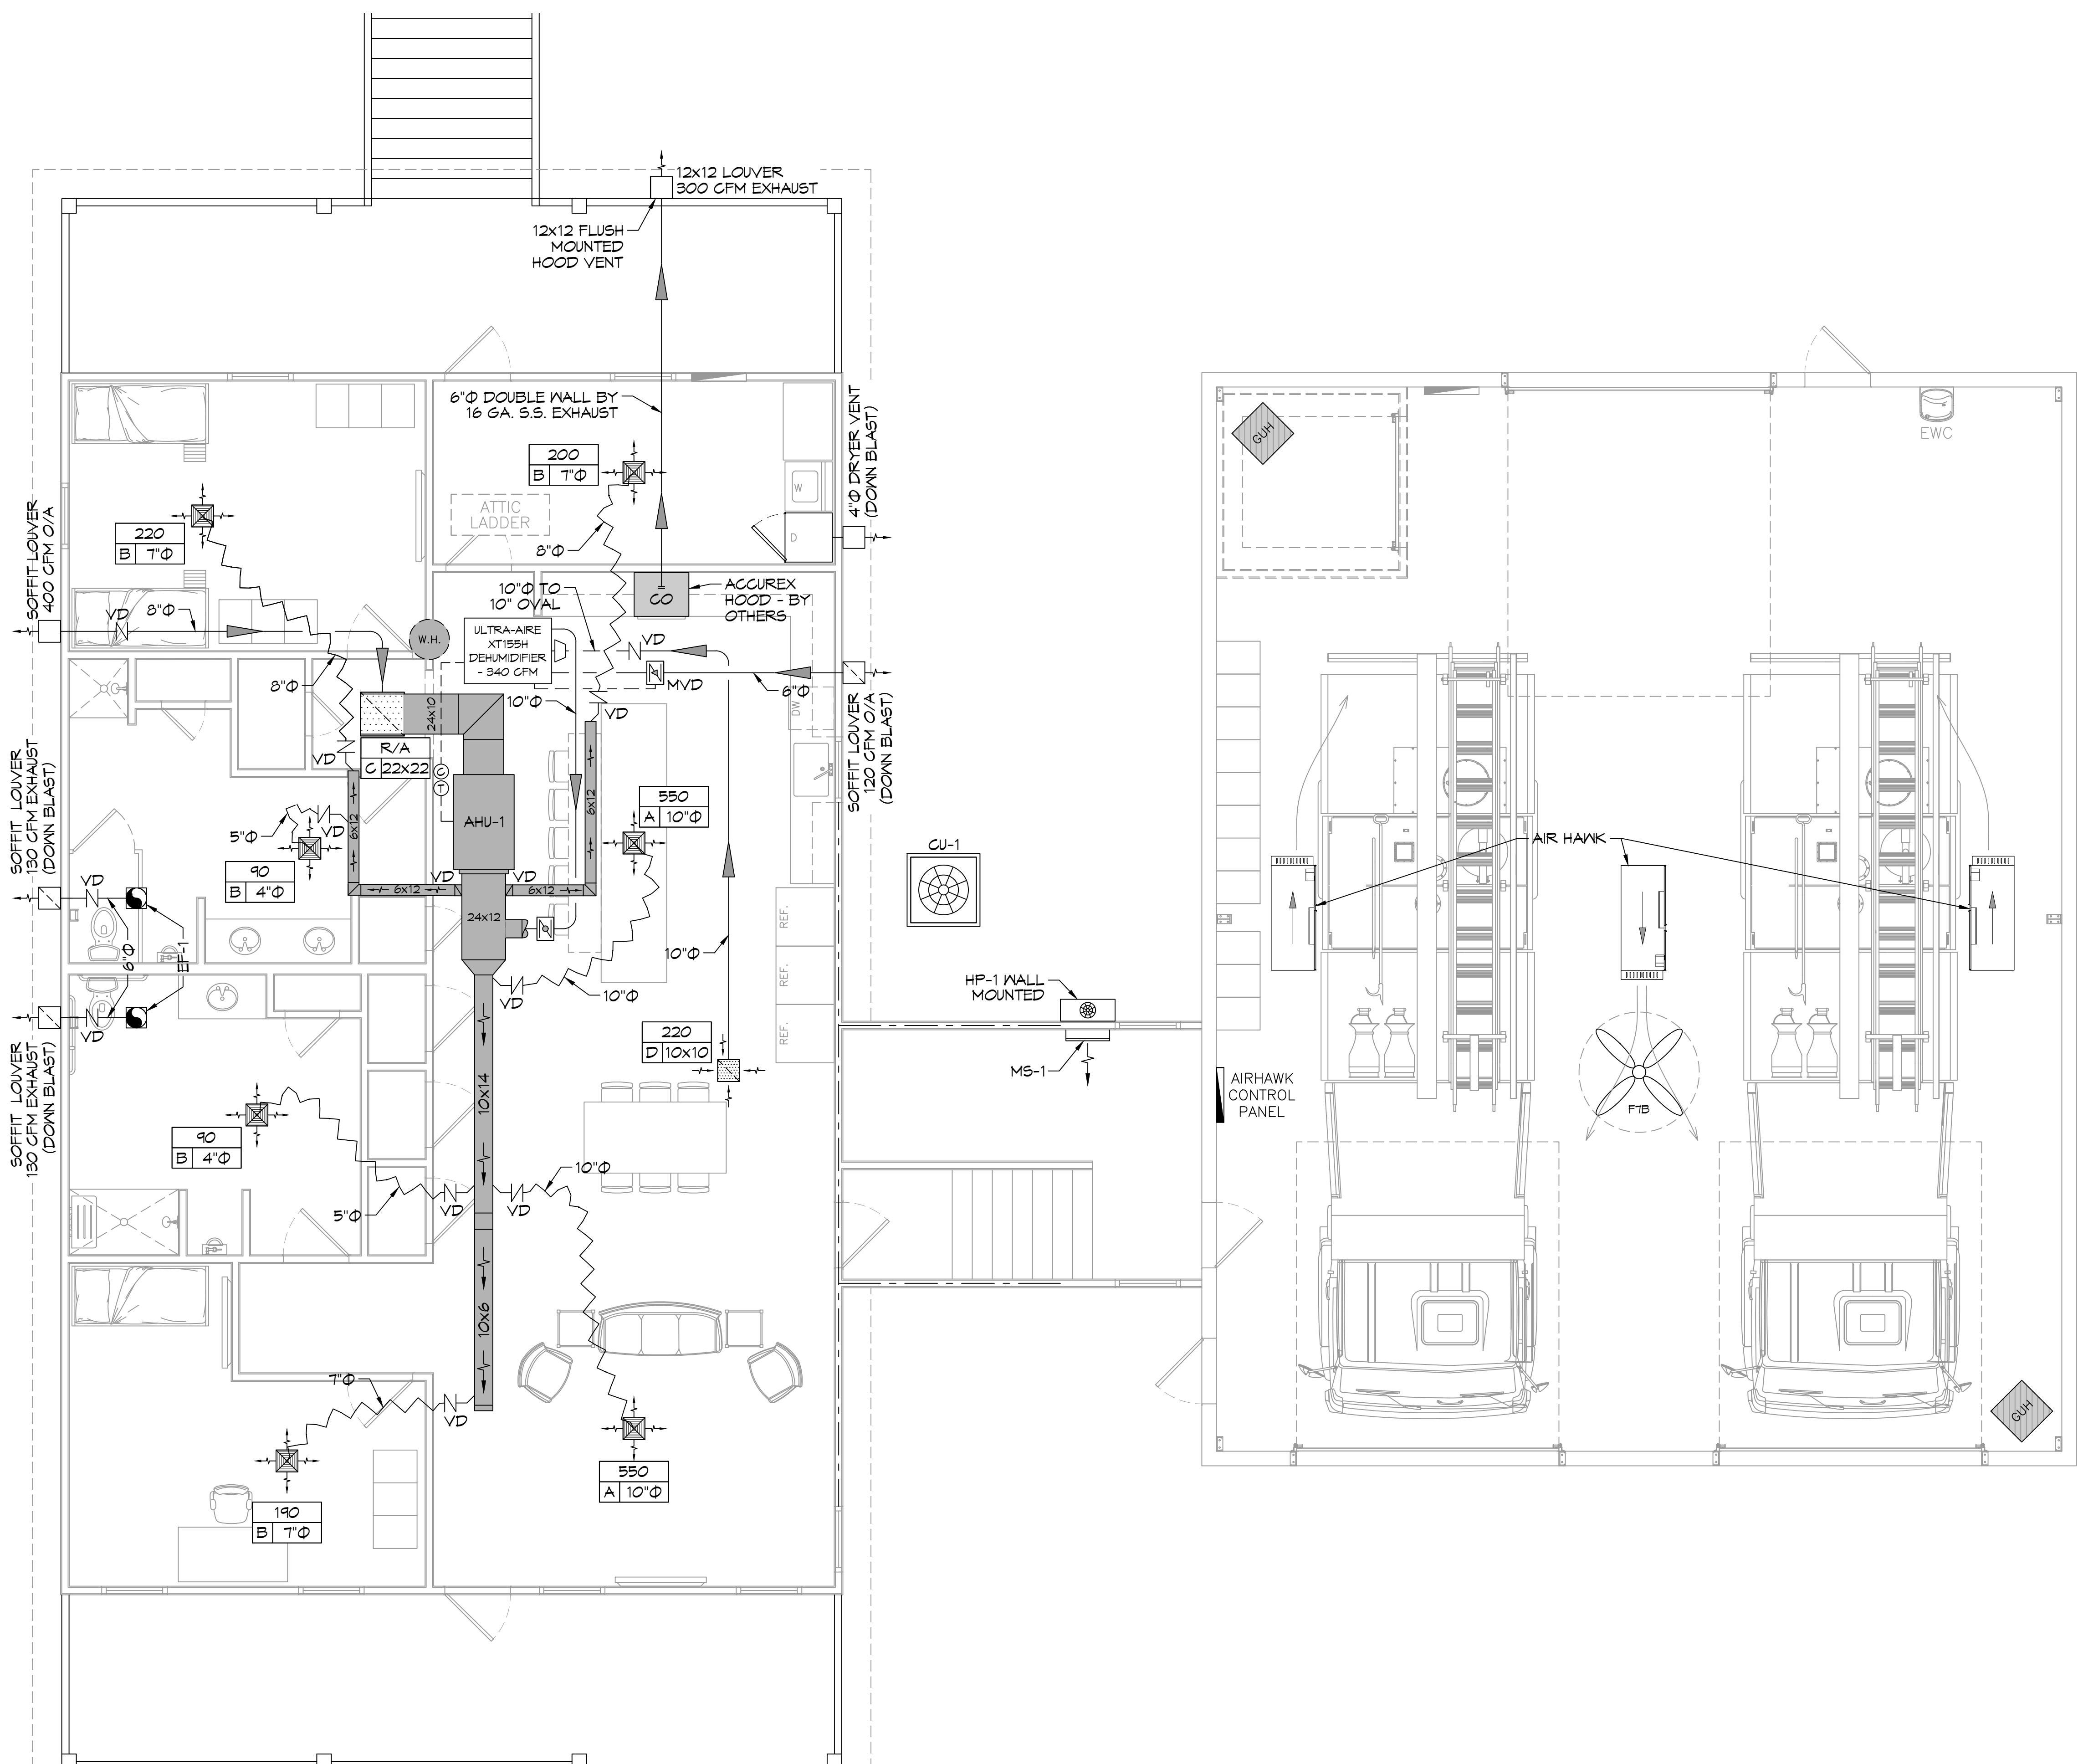 12x12 LOUVER
300 CFM EXHAUST
12x12 FLUSH
MOUNTED
HOOD VENT
6"Φ DOUBLE WALL BY
16 GA. S.S. EXHAUST
200
B 7"Φ
ATTIC
LADDER
8"Φ
W
D
4"Φ DRYER VENT
(DOWN BLAST)
GUH
EWC
220
B 7"Φ
SOFFIT LOUVER
400 CFM O/A
VD
8"Φ
8"Φ
W.H.
10"Φ TO
10" OVAL
ULTRA-AIRE
XT155H
DEHUMIDIFIER
- 340 CFM
CO
ACCUREX
HOOD - BY
OTHERS
VD
MVD
6"Φ
10"Φ
VD
DW
SOFFIT LOUVER
120 CFM O/A
(DOWN BLAST)
24x10
R/A
C 22x22
VD
C
T
AHU-1
6x12
6x12
6x12
6x12
VD
VD
24x12
550
A 10"Φ
5"Φ
VD
90
B 4"Φ
SOFFIT LOUVER
130 CFM EXHAUST
(DOWN BLAST)
VD
6"Φ
EF-1
VD
SOFFIT LOUVER
130 CFM EXHAUST
(DOWN BLAST)
REF.
REF.
REF.
10"Φ
10"Φ
VD
CU-1
HP-1 WALL
MOUNTED
MS-1
AIR HAWK
AIRHAWK
CONTROL
PANEL
F7B
220
D 10x10
10x14
90
B 4"Φ
5"Φ
VD
VD
10"Φ
10x6
7"Φ
VD
190
B 7"Φ
550
A 10"Φ
GUH